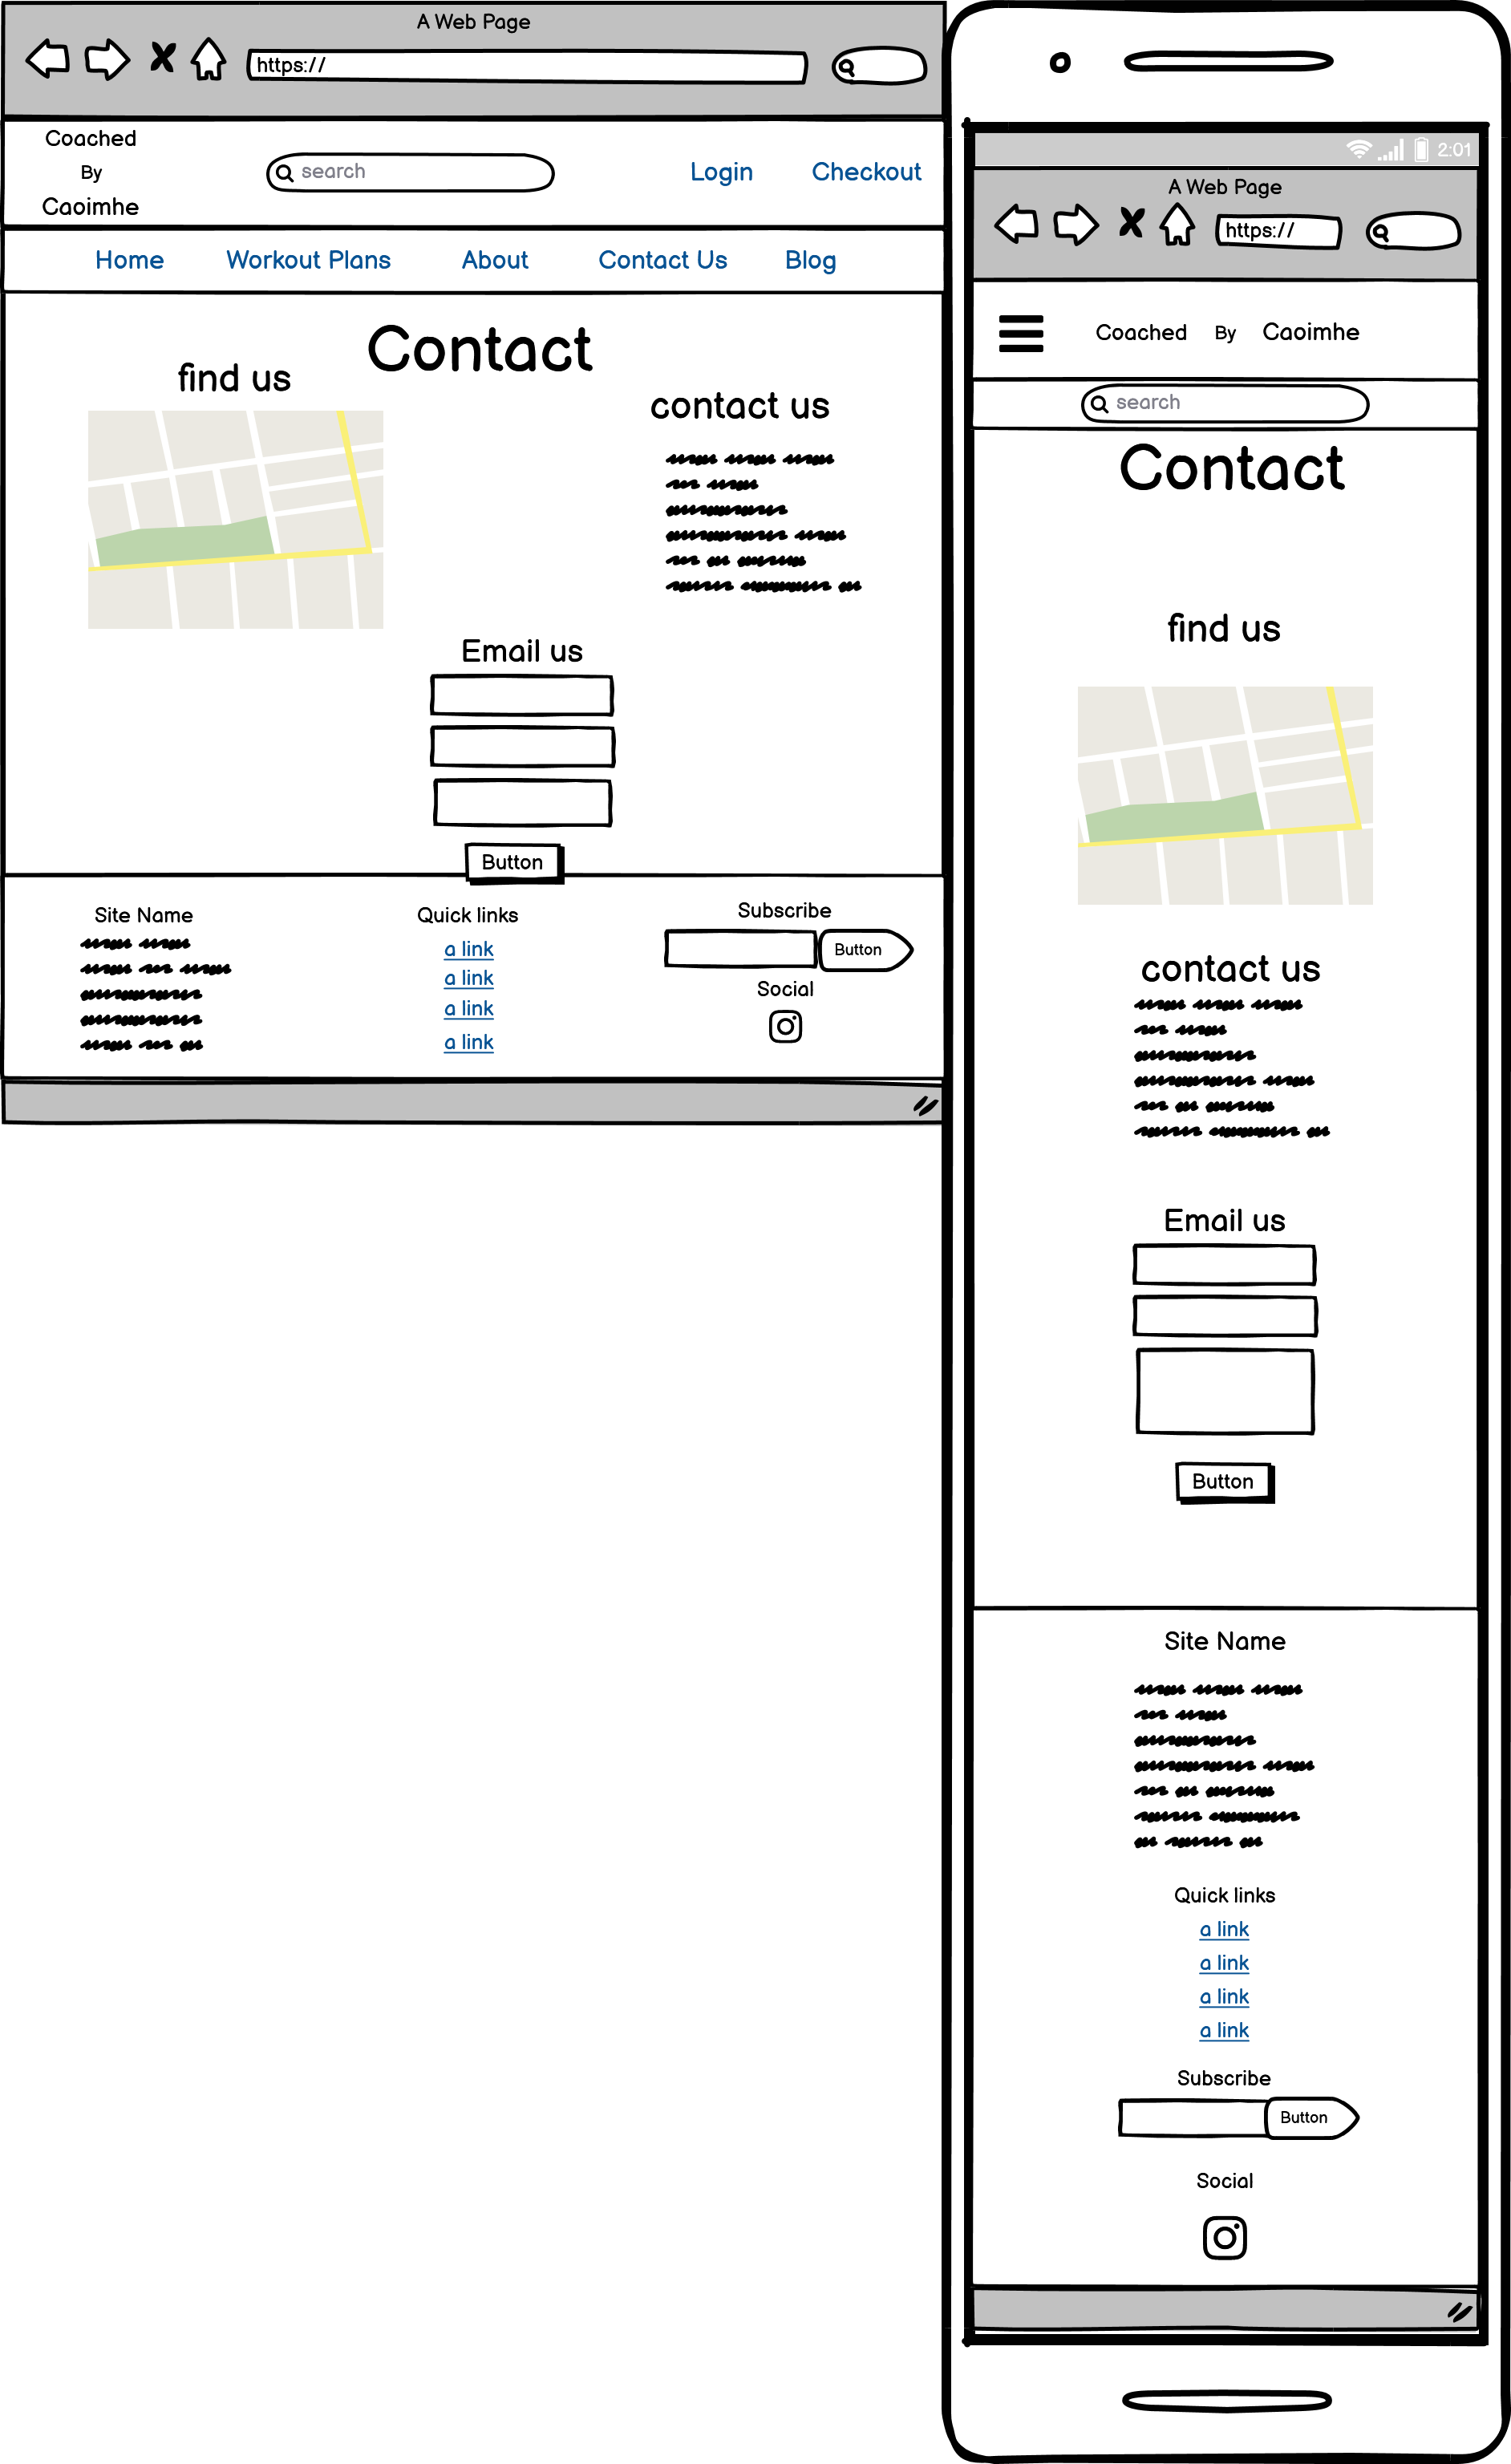 A Web Page
https://
Coached
By
Caoimhe
search
Login Checkout
Home Workout Plans About Contact Us Blog
Contact
find us
contact us
Email us
Button
Site Name
Quick links
a link
a link
a link
a link
Subscribe
Button
Social
2:01
A Web Page
https://
Coached By Caoimhe
search
Contact
find us
contact us
Email us
Button
Site Name
Quick links
a link
a link
a link
a link
Subscribe
Button
Social